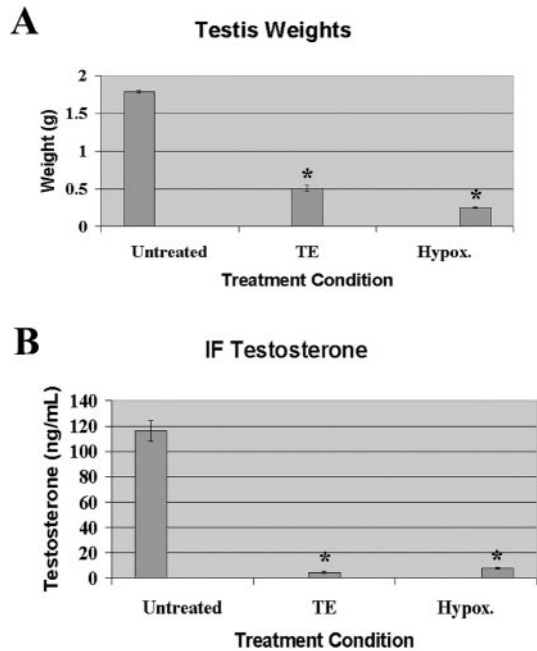 A
Testis Weights
Weight (g)
2
1.5
1
0.5
0
*
*
Untreated TE Hypox.
Treatment Condition
B
IF Testosterone
Testosterone (ng/mL)
140
120
100
80
60
40
20
0
*
*
Untreated TE Hypox.
Treatment Condition